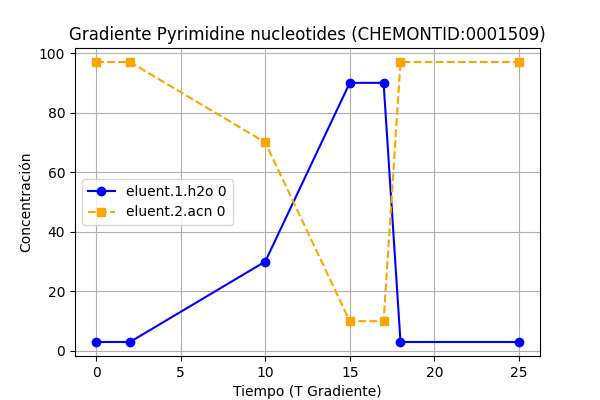 Gradiente Pyrimidine nucleotides (CHEMONTID:0001509)
100
80
60
40
20
0
Concentración
eluent.1.h2o 0
eluent.2.acn 0
0 5 10 15 20 25
Tiempo (T Gradiente)